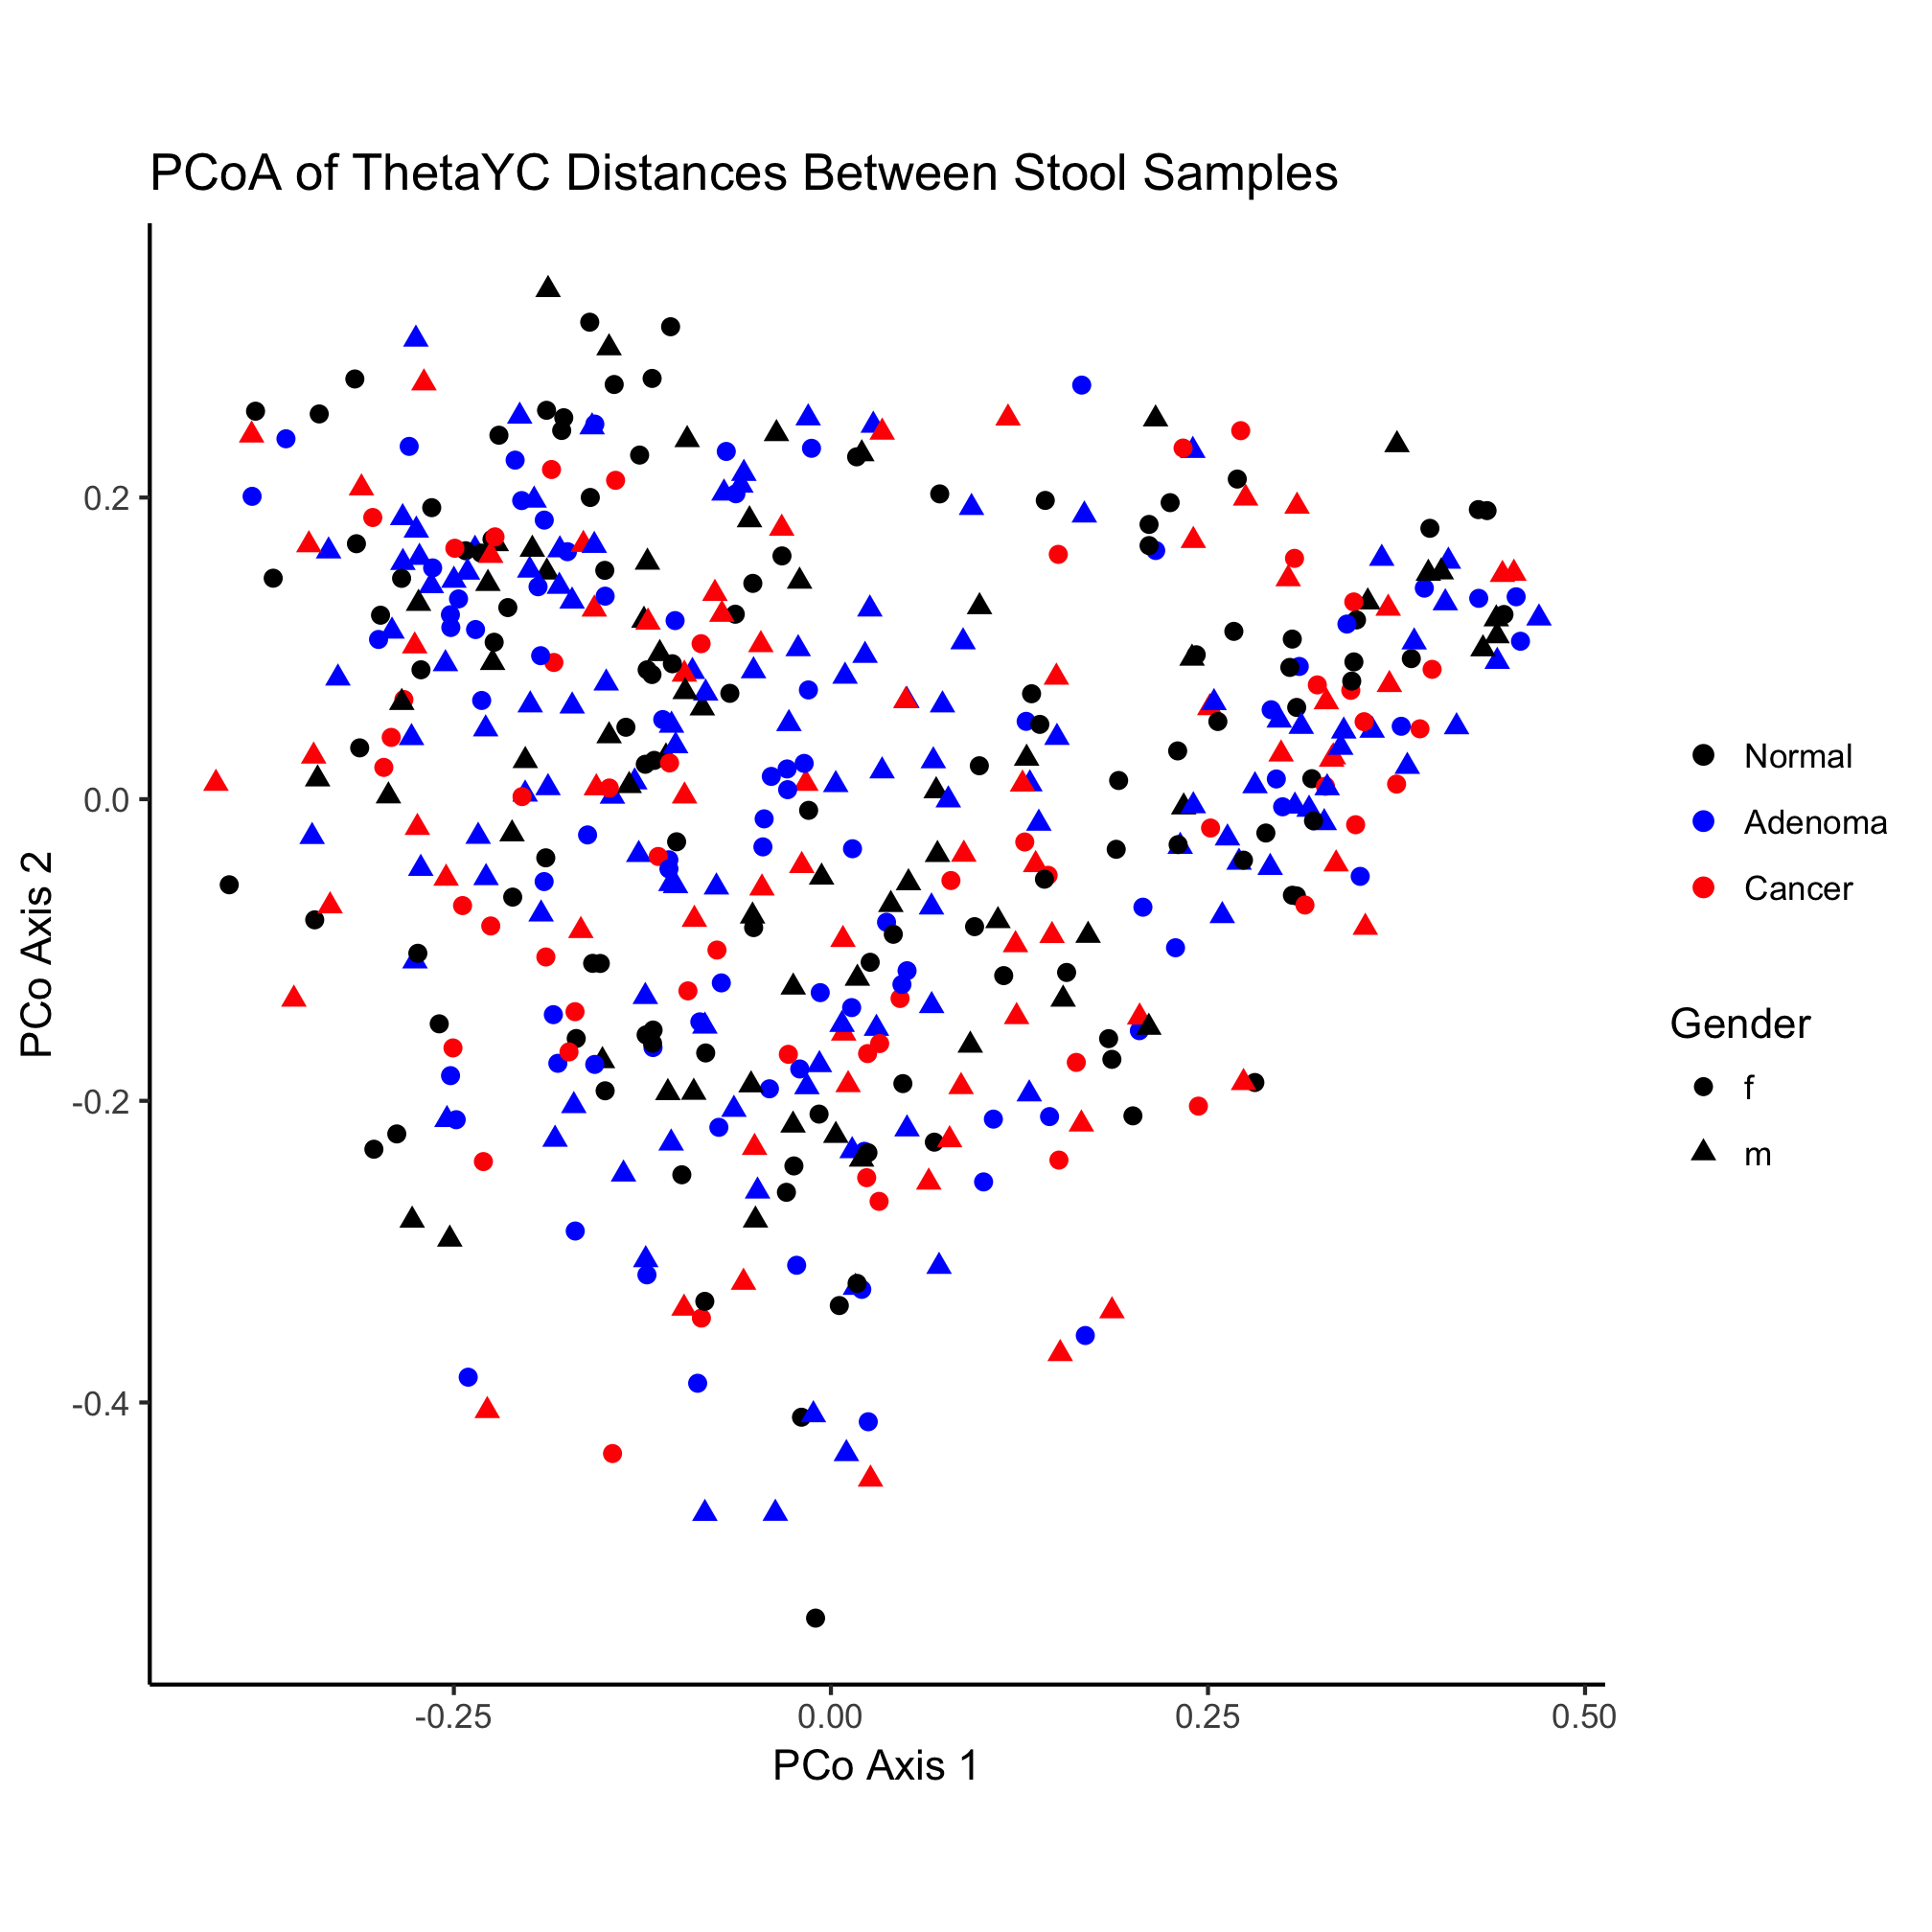 PCoA of ThetaYC Distances Between Stool Samples
PCo Axis 2
0.2
0.0
-0.2
-0.4
-0.25
0.00
0.25
0.50
PCo Axis 1
Normal
Adenoma
Cancer
Gender
f
m